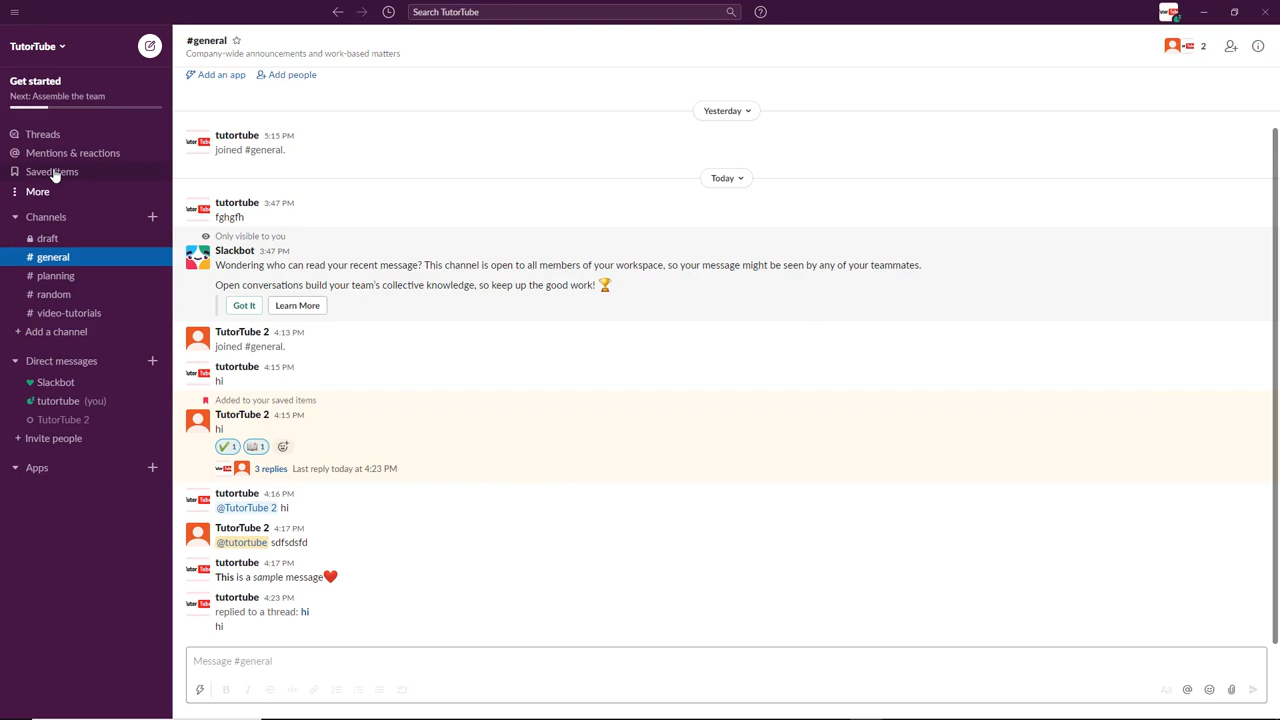 Search TutorTube
TutorTube
Get started
Next: Assemble the team
Threads
Mentions & reactions
Saved items
More
Channels
draft
# general
# planning
# random
# video-tutorials
+ Add a channel
Direct messages
Slackbot
tutortube (you)
TutorTube 2
+ Invite people
Apps
#general
Company-wide announcements and work-based matters
2
Add an app Add people
Yesterday
tutortube 5:15 PM
joined #general.
Today
tutortube 3:47 PM
fghgfh
Only visible to you
Slackbot 3:47 PM
Wondering who can read your recent message? This channel is open to all members of your workspace, so your message might be seen by any of your teammates.
Open conversations build your team's collective knowledge, so keep up the good work! 🏆
Got It Learn More
TutorTube 2 4:13 PM
joined #general.
tutortube 4:15 PM
hi
Added to your saved items
TutorTube 2 4:15 PM
hi
1 1
3 replies Last reply today at 4:23 PM
tutortube 4:16 PM
@TutorTube 2 hi
TutorTube 2 4:17 PM
@tutortube sdfsdsfd
tutortube 4:17 PM
This is a sample message❤️
tutortube 4:23 PM
replied to a thread: hi
hi
Message #general
B I S
Aa @